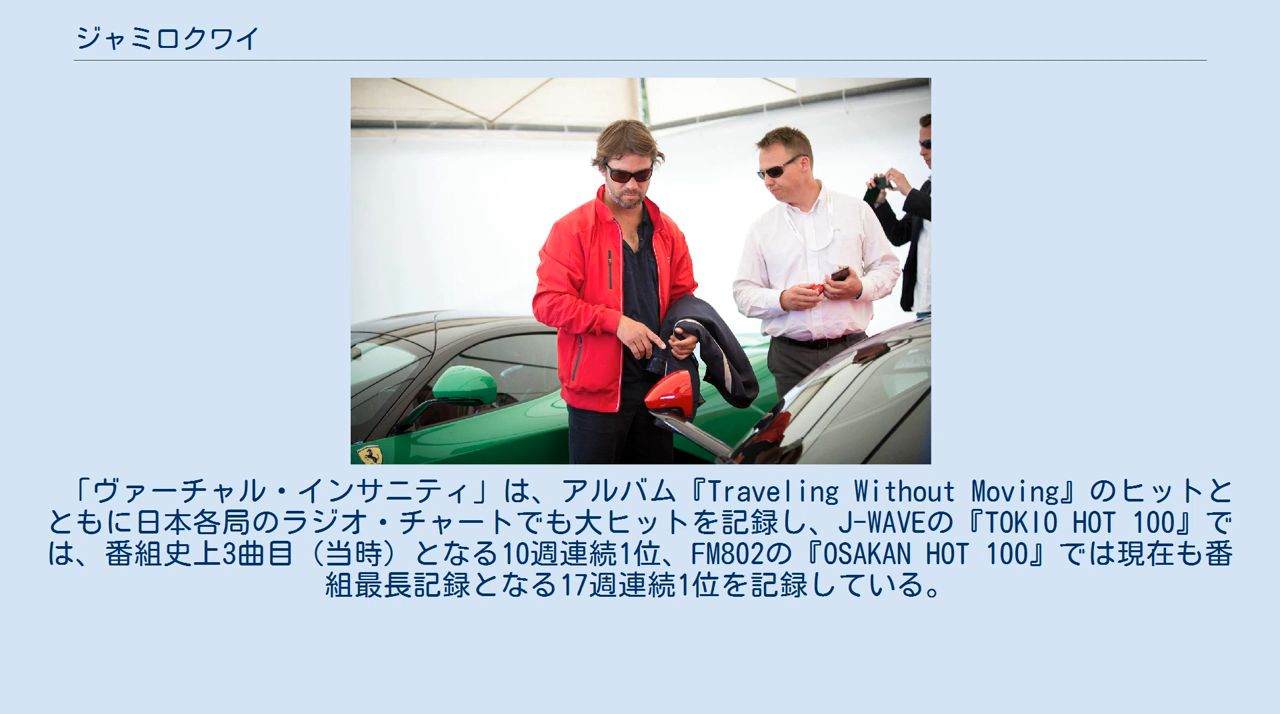 ジャミロクワイ
「ヴァーチャル・インサニティ」は、アルバム『Traveling Without Moving』のヒットと
ともに日本各局のラジオ・チャートでも大ヒットを記録し、J-WAVEの『TOKIO HOT 100』で
は、番組史上3曲目（当時）となる10週連続1位、FM802の『OSAKAN HOT 100』では現在も番
組最長記録となる17週連続1位を記録している。